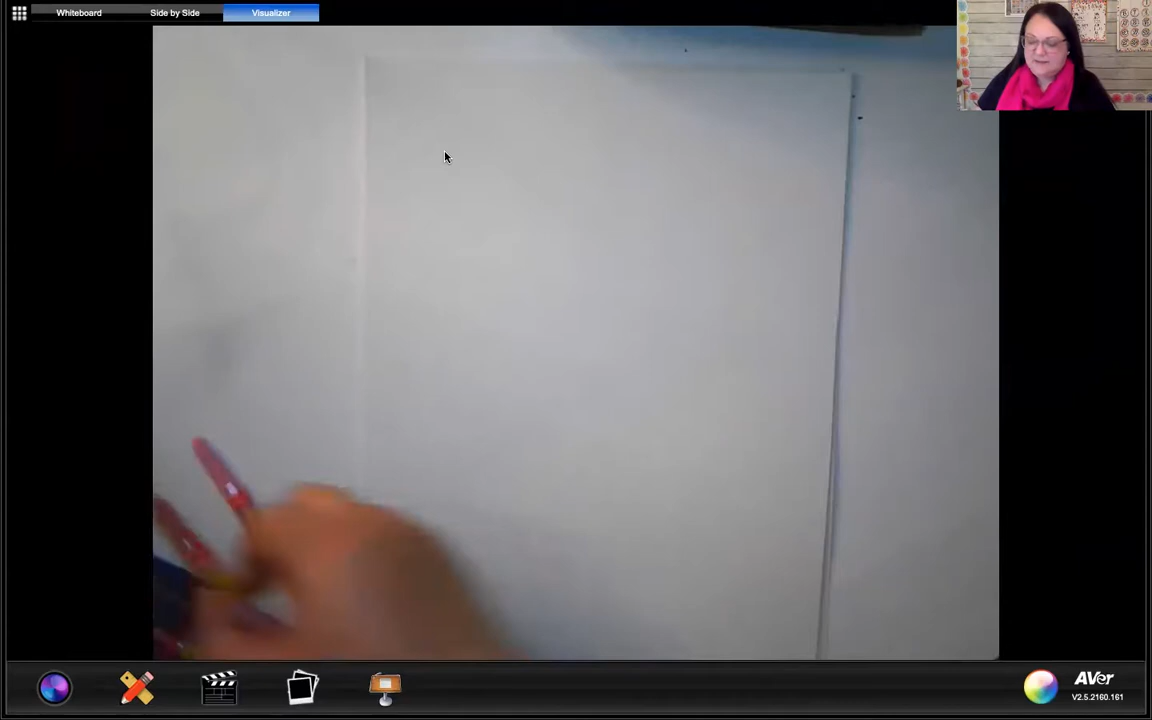 Whiteboard
Side by Side
Visualizer
AVer
V2.5.2160.161